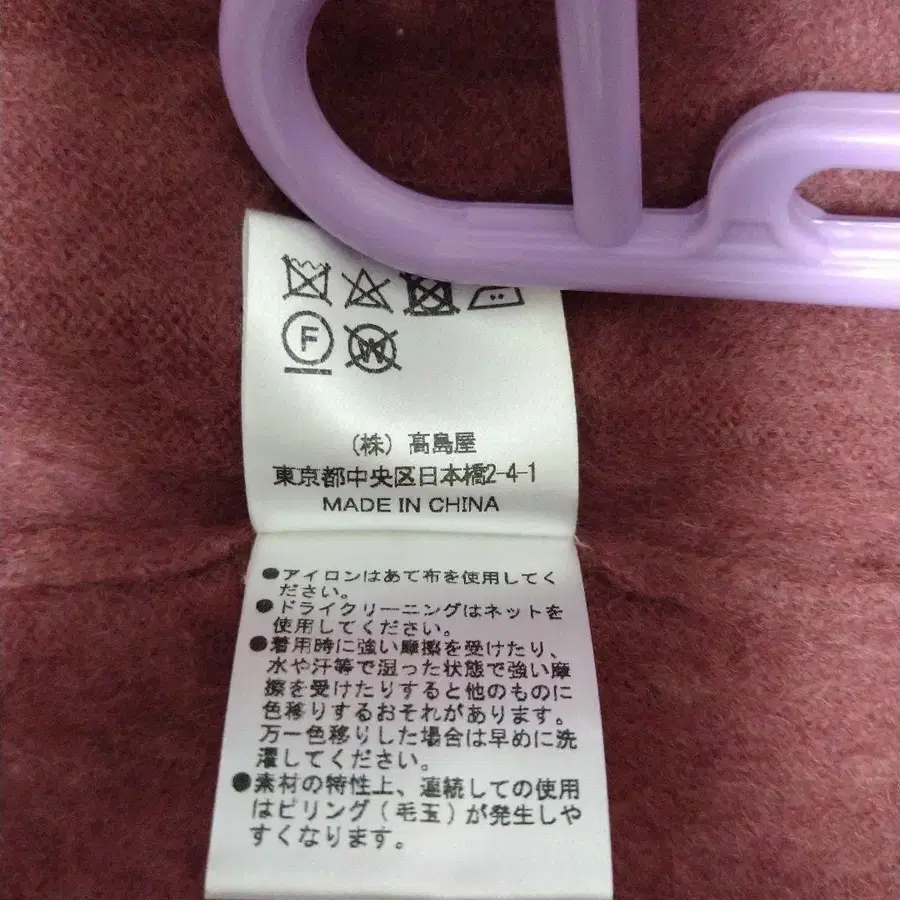 F
W
(株) 髙島屋
東京都中央区日本橋2-4-1
MADE IN CHINA
●アイロンはあて布を使用してく
ださい。
●ドライクリーニングはネットを
使用してください。
●着用時に強い摩擦を受けたり、
水や汗等で湿った状態で強い摩
擦を受けたりすると他のものに
色移りするおそれがあります。
万一色移りした場合は早めに洗
濯してください。
●素材の特性上、連続しての使用
はピリング(毛玉)が発生しや
すくなります。